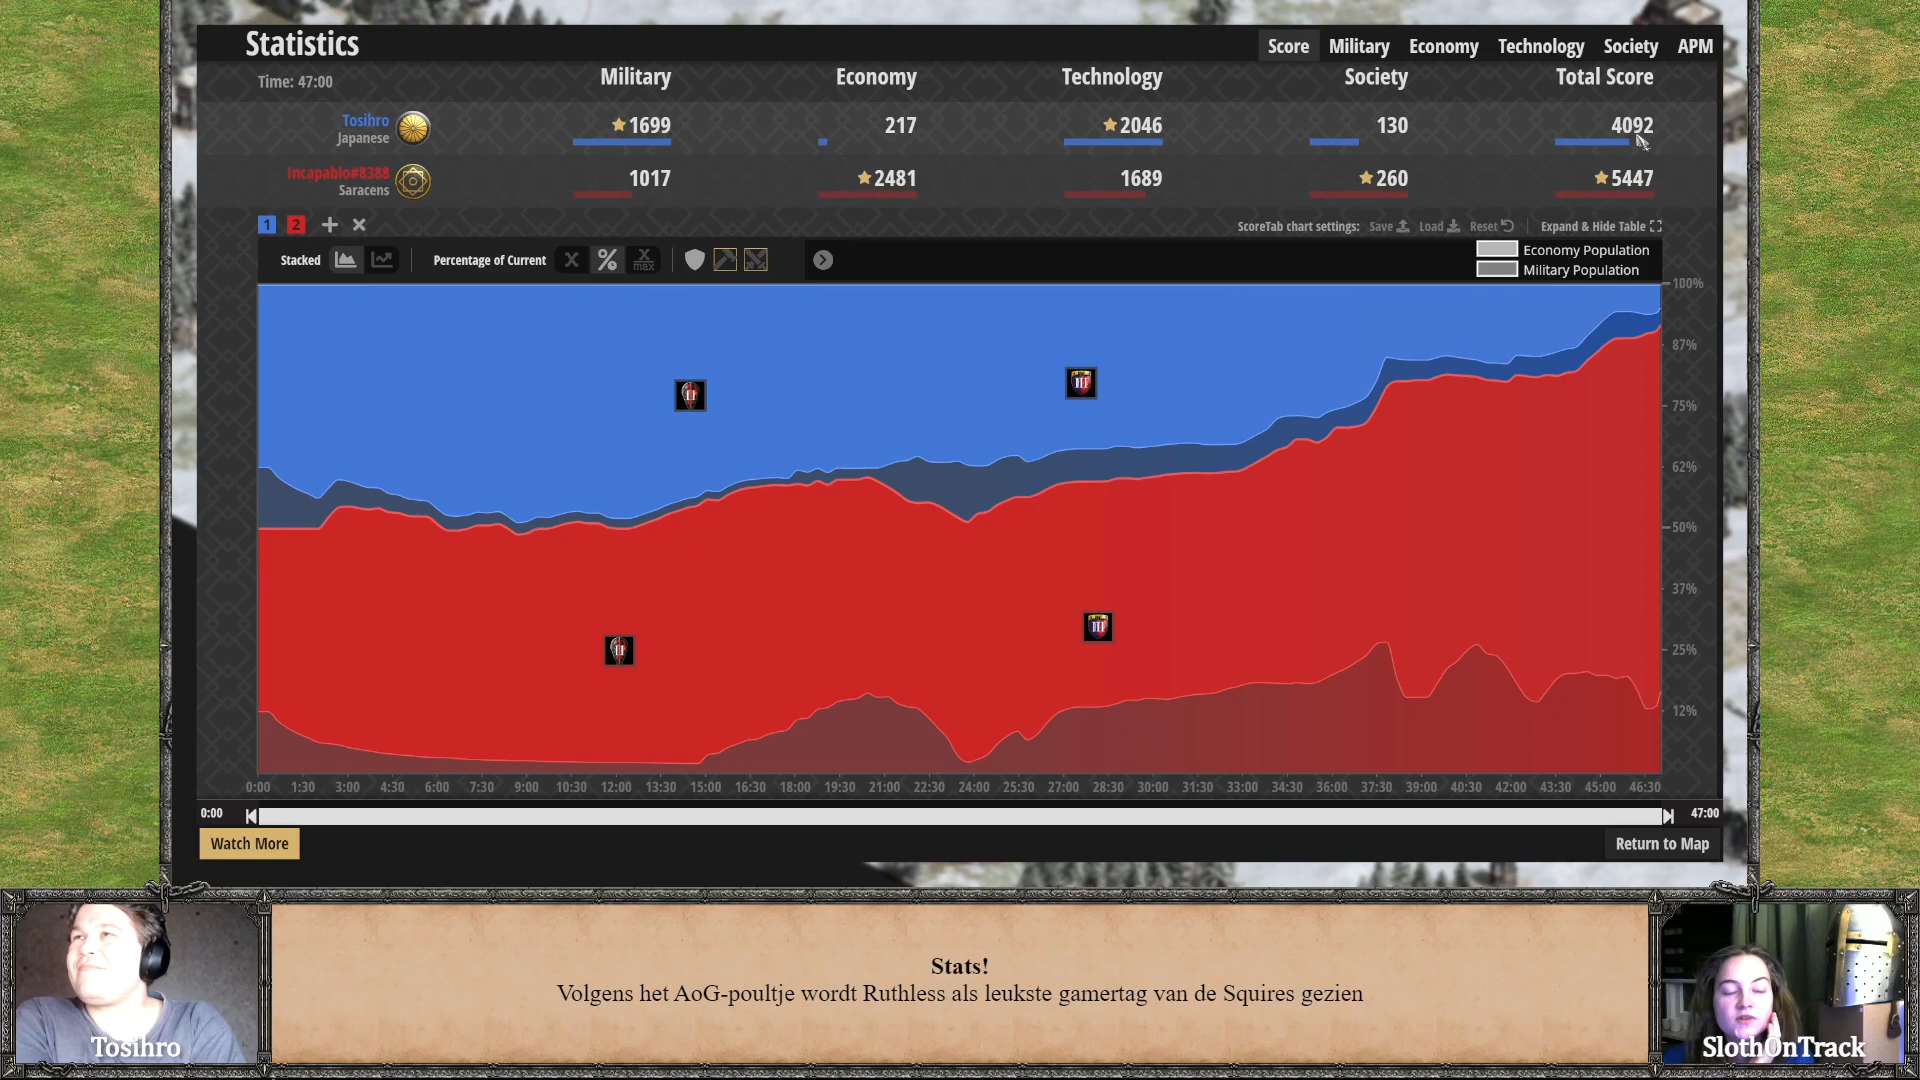 Statistics
Score Military Economy Technology Society APM
Time: 47:00 Military Economy Technology Society Total Score
Tosihro 1699 217 2046 130 4092
Japanese
Incapablo#8388 1017 2481 1689 260 5447
Saracens
1 2
ScoreTab chart settings: Save Load Reset Expand & Hide Table
Stacked Percentage of Current X % X max
Economy Population
Military Population
100%
87%
75%
62%
50%
37%
25%
12%
II
III
II
III
0:00 1:30 3:00 4:30 6:00 7:30 9:00 10:30 12:00 13:30 15:00 16:30 18:00 19:30 21:00 22:30 24:00 25:30 27:00 28:30 30:00 31:30 33:00 34:30 36:00 37:30 39:00 40:30 42:00 43:30 45:00 46:30
0:00 47:00
Watch More Return to Map
Stats!
Volgens het AoG-poultje wordt Ruthless als leukste gamertag van de Squires gezien
Tosihro
SlothOnTrack